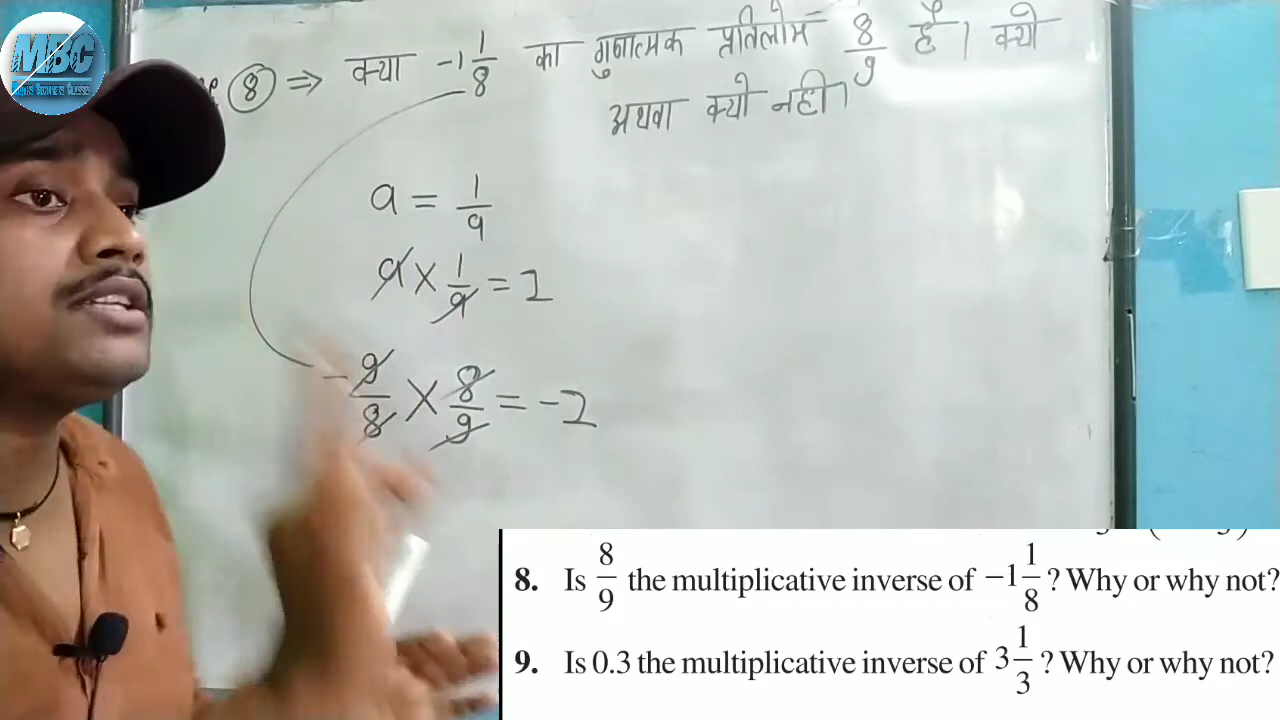 MBC
8 ⇒ क्या -1 1/8 का गुनात्मक प्रतिलोम 8/9 है। क्यो
अथवा क्यो नही।
a = 1/a
a × 1/a = 1
-9/8 × 8/9 = -1
8. Is 8/9 the multiplicative inverse of −1 1/8 ? Why or why not?
9. Is 0.3 the multiplicative inverse of 3 1/3 ? Why or why not?